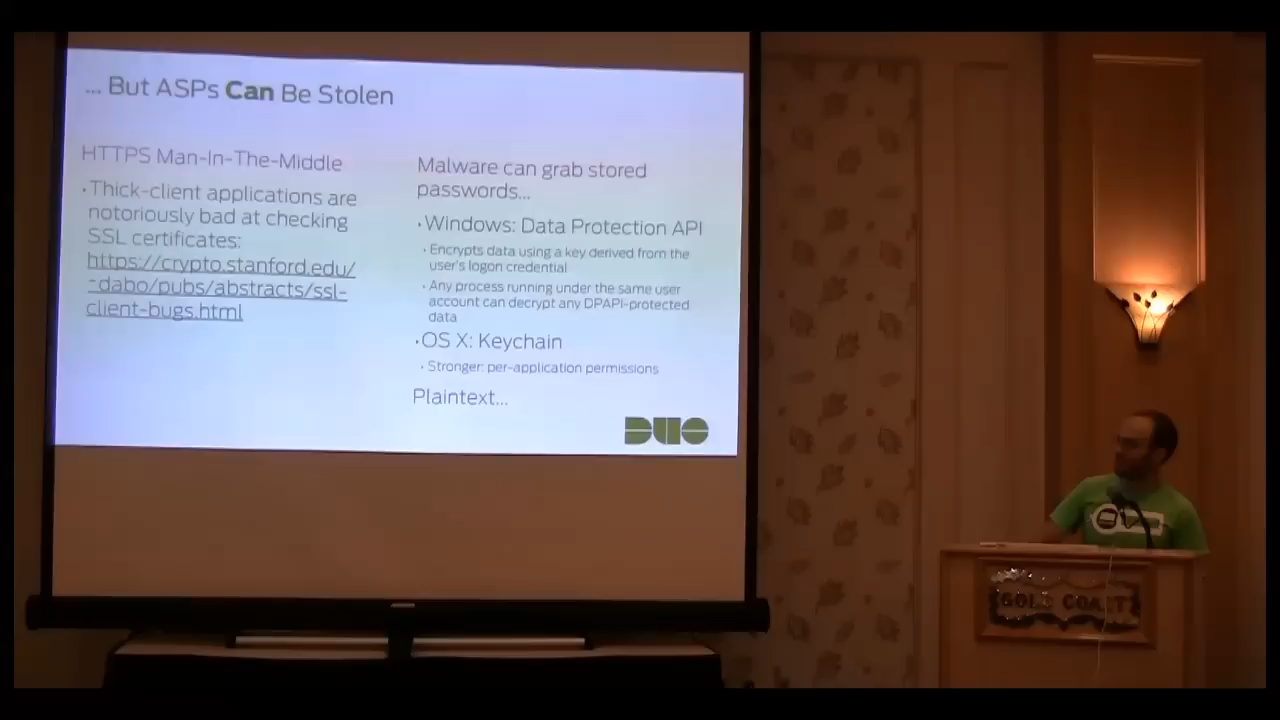 ... But ASPs Can Be Stolen
HTTPS Man-In-The-Middle
·Thick-client applications are
notoriously bad at checking
SSL certificates:
https://crypto.stanford.edu/
~dabo/pubs/abstracts/ssl-
client-bugs.html
Malware can grab stored
passwords...
·Windows: Data Protection API
· Encrypts data using a key derived from the
user's logon credential
· Any process running under the same user
account can decrypt any DPAPI-protected
data
·OS X: Keychain
· Stronger: per-application permissions
Plaintext...
DUO
GOLD COAST